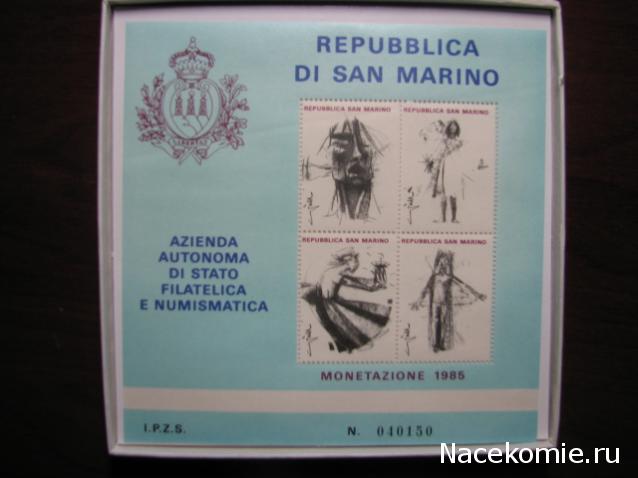 REPUBBLICA
DI SAN MARINO
LIBERTAS
REPUBBLICA SAN MARINO
REPUBBLICA SAN MARINO
REPUBBLICA SAN MARINO
REPUBBLICA SAN MARINO
AZIENDA
AUTONOMA
DI STATO
FILATELICA
E NUMISMATICA
MONETAZIONE 1985
I.P.Z.S.
N. 040150
Nacekomie.ru